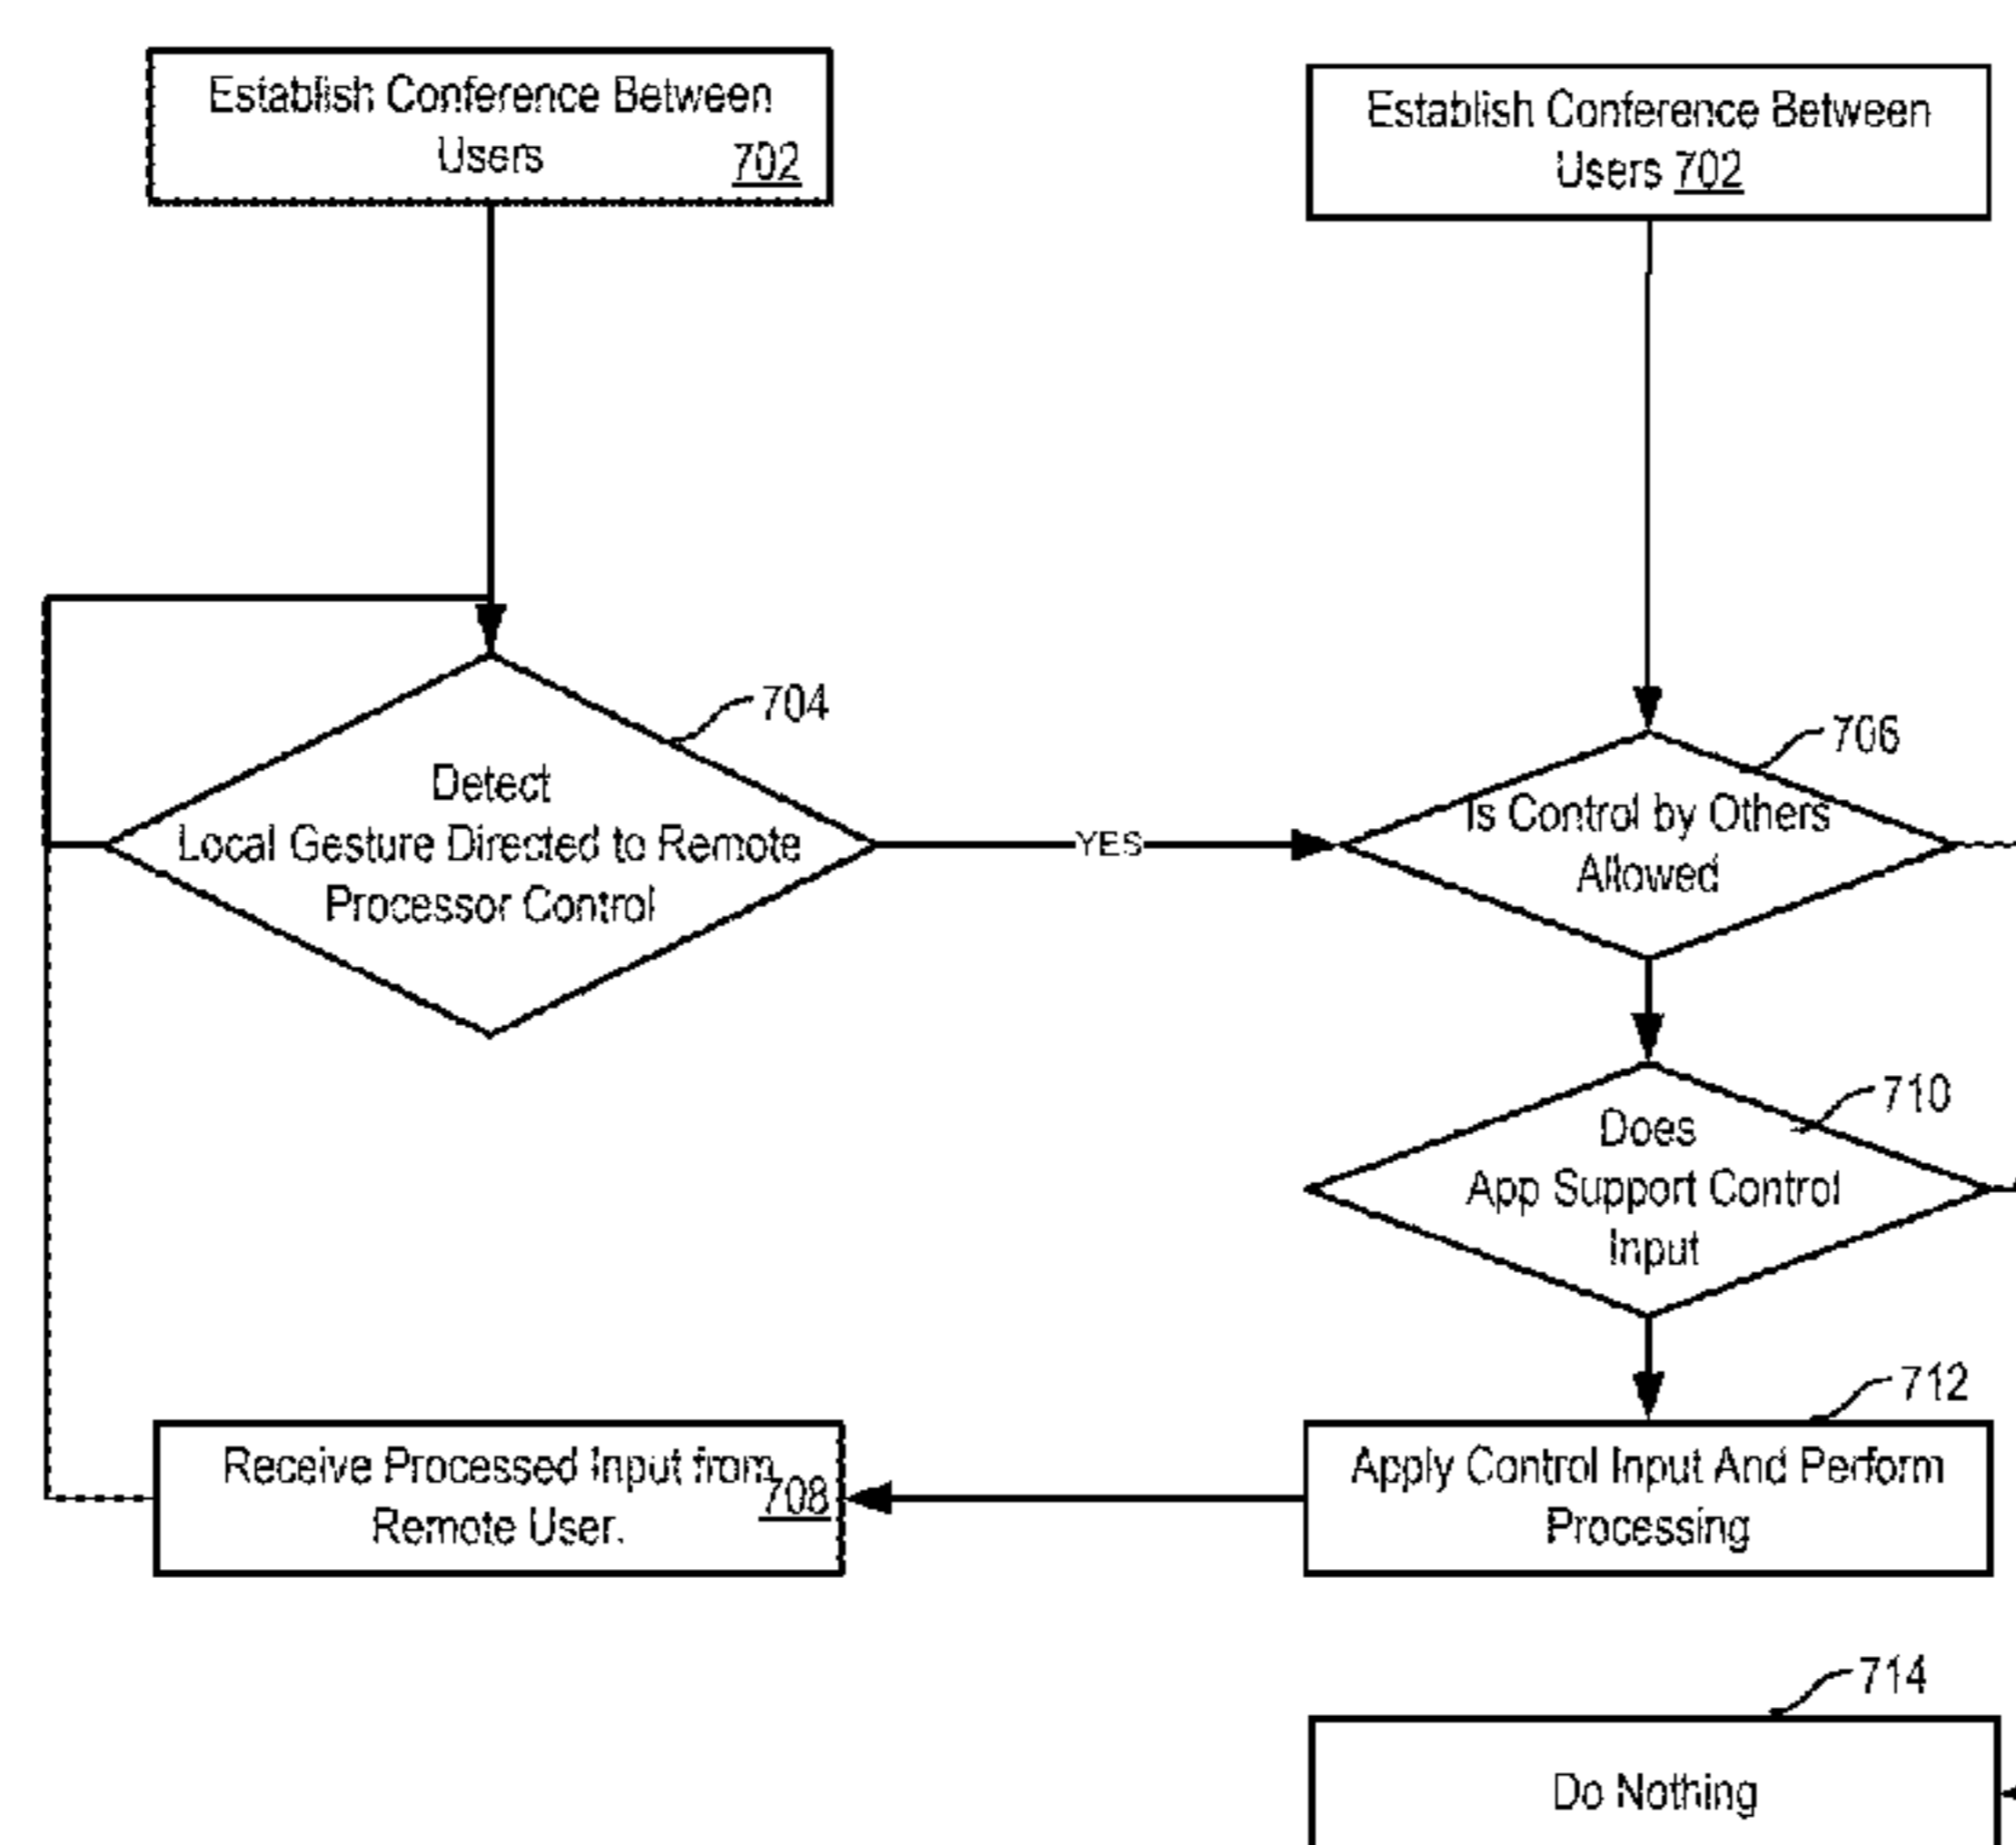 Establish Conference Between
Users 702
Establish Conference Between
Users 702
704
Detect
Local Gesture Directed to Remote
Processor Control
YES
706
Is Control by Others
Allowed
710
Does
App Support Control
Input
712
Apply Control Input And Perform
Processing
Receive Processed Input from
708
Remote User.
714
Do Nothing